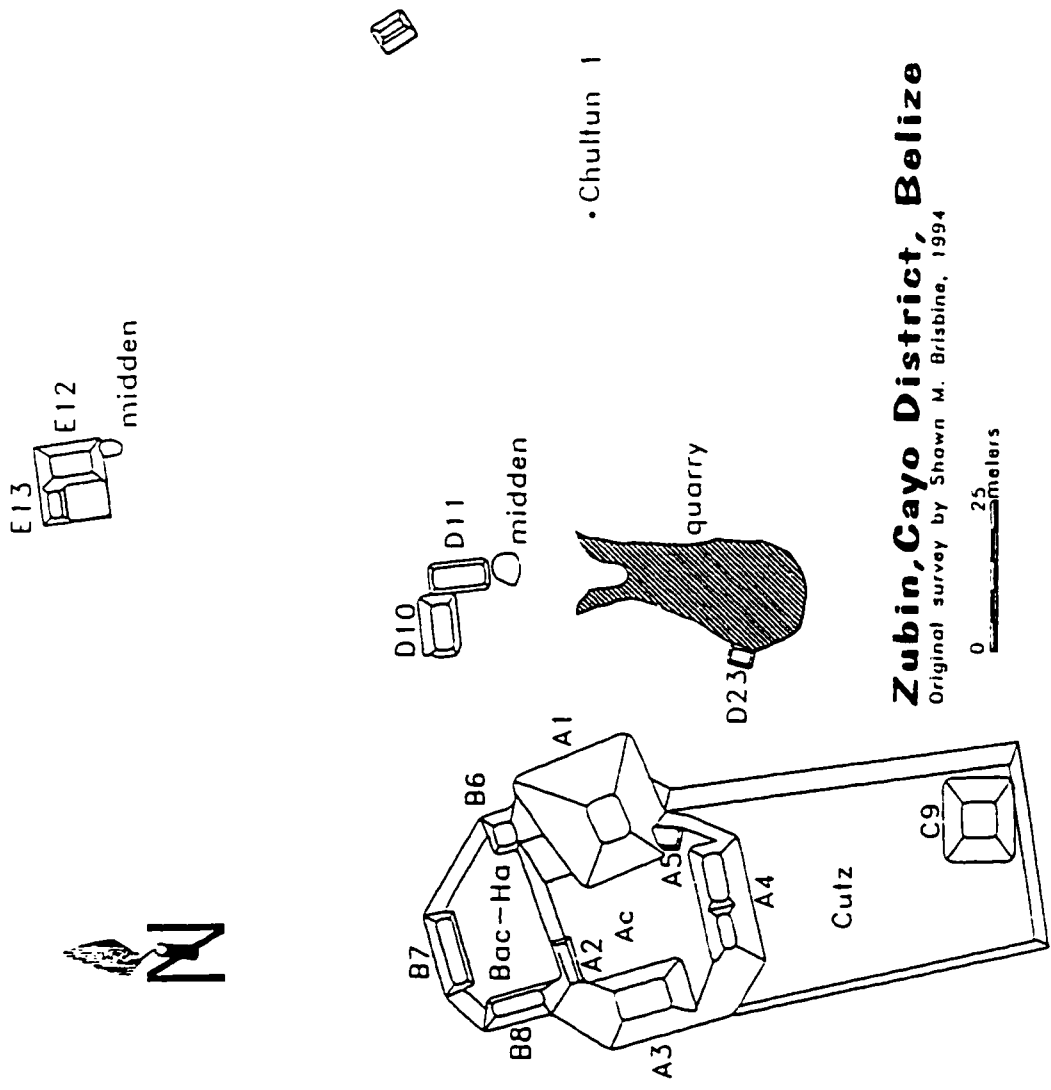 E13
E12
midden
D10
D11
midden
• Chultun 1
quarry
D23
N
B7
B6
Bac-Ha
B8
A1
A2
Ac
A5
A3
A4
Cutz
C9
Zubin, Cayo District, Belize
Original survey by Shawn M. Brisbine, 1994
0 25
meters